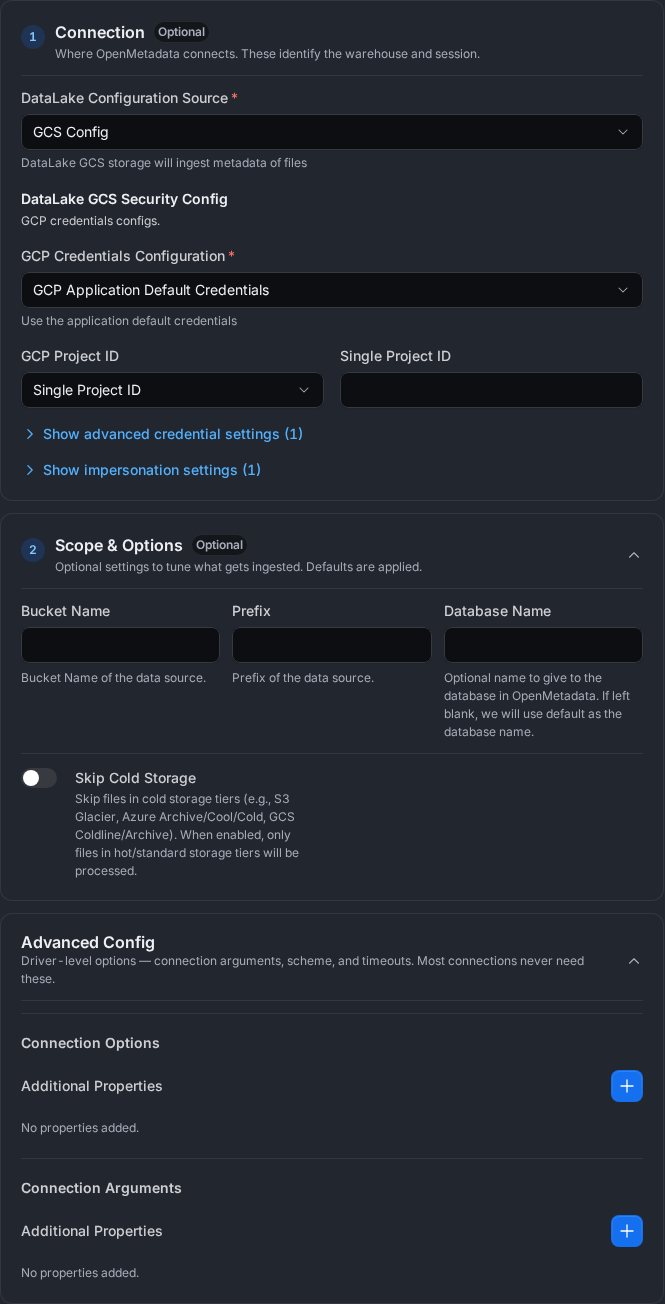 1 Connection Optional
Where OpenMetadata connects. These identify the warehouse and session.
DataLake Configuration Source *
GCS Config
DataLake GCS storage will ingest metadata of files
DataLake GCS Security Config
GCP credentials configs.
GCP Credentials Configuration *
GCP Application Default Credentials
Use the application default credentials
GCP Project ID
Single Project ID
Single Project ID
Show advanced credential settings (1)
Show impersonation settings (1)
2 Scope & Options Optional
Optional settings to tune what gets ingested. Defaults are applied.
Bucket Name
Bucket Name of the data source.
Prefix
Prefix of the data source.
Database Name
Optional name to give to the
database in OpenMetadata. If left
blank, we will use default as the
database name.
Skip Cold Storage
Skip files in cold storage tiers (e.g., S3
Glacier, Azure Archive/Cool/Cold, GCS
Coldline/Archive). When enabled, only
files in hot/standard storage tiers will be
processed.
Advanced Config
Driver-level options — connection arguments, scheme, and timeouts. Most connections never need
these.
Connection Options
Additional Properties
No properties added.
Connection Arguments
Additional Properties
No properties added.